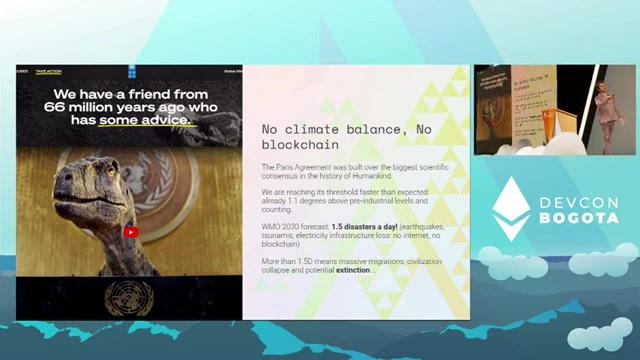 TAKE ACTION
We have a friend from
66 million years ago who
has some advice.
No climate balance, No
blockchain
The Paris Agreement was built over the biggest scientific
consensus in the history of Humankind.
We are reaching its threshold faster than expected:
already 1.1 degrees above pre-industrial levels and
counting.
WMO 2030 forecast: 1.5 disasters a day! (earthquakes,
tsunamis, electricity infrastructure loss: no internet, no
blockchain)
More than 1.5D means massive migrations, civilization
collapse and potential extinction...
DEVCON
BOGOTA